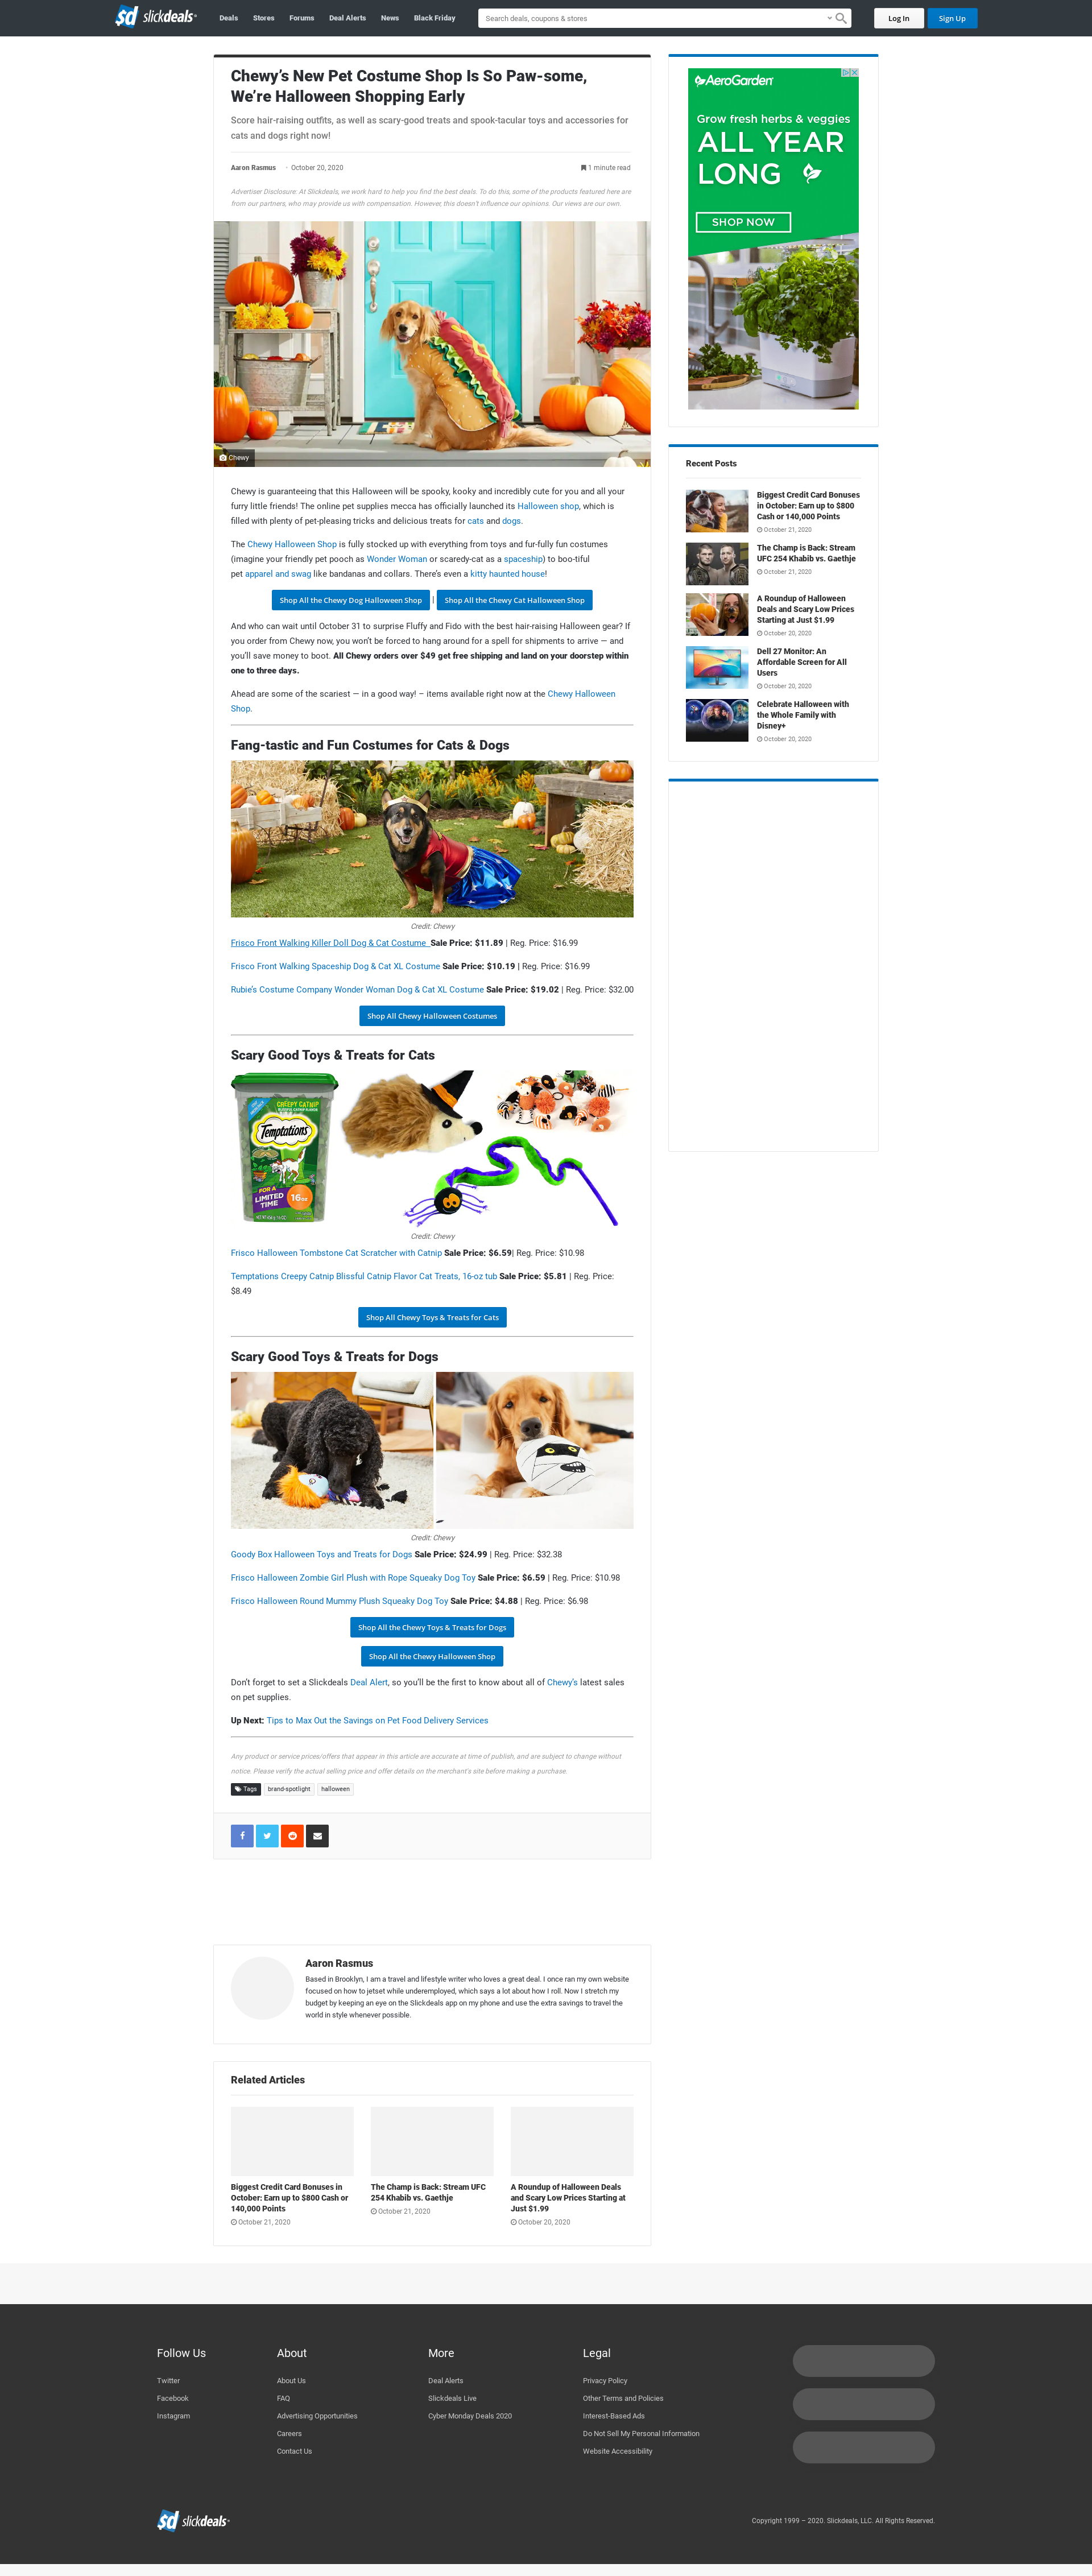 sd slickdeals
Deals Stores Forums Deal Alerts News Black Friday
Search deals, coupons & stores
Log In
Sign Up
Chewy's New Pet Costume Shop Is So Paw-some,
We're Halloween Shopping Early
Score hair-raising outfits, as well as scary-good treats and spook-tacular toys and accessories for
cats and dogs right now!
Aaron Rasmus · October 20, 2020
1 minute read
Advertiser Disclosure: At Slickdeals, we work hard to help you find the best deals. To do this, some of the products featured here are
from our partners, who may provide us with compensation. However, this doesn't influence our opinions. Our views are our own.
Chewy
Chewy is guaranteeing that this Halloween will be spooky, kooky and incredibly cute for you and all your
furry little friends! The online pet supplies mecca has officially launched its Halloween shop, which is
filled with plenty of pet-pleasing tricks and delicious treats for cats and dogs.
The Chewy Halloween Shop is fully stocked up with everything from toys and fur-fully fun costumes
(imagine your friendly pet pooch as Wonder Woman or scaredy-cat as a spaceship) to boo-tiful
pet apparel and swag like bandanas and collars. There's even a kitty haunted house!
Shop All the Chewy Dog Halloween Shop | Shop All the Chewy Cat Halloween Shop
And who can wait until October 31 to surprise Fluffy and Fido with the best hair-raising Halloween gear? If
you order from Chewy now, you won't be forced to hang around for a spell for shipments to arrive — and
you'll save money to boot. All Chewy orders over $49 get free shipping and land on your doorstep within
one to three days.
Ahead are some of the scariest — in a good way! – items available right now at the Chewy Halloween
Shop.
Fang-tastic and Fun Costumes for Cats & Dogs
Credit: Chewy
Frisco Front Walking Killer Doll Dog & Cat Costume Sale Price: $11.89 | Reg. Price: $16.99
Frisco Front Walking Spaceship Dog & Cat XL Costume Sale Price: $10.19 | Reg. Price: $16.99
Rubie's Costume Company Wonder Woman Dog & Cat XL Costume Sale Price: $19.02 | Reg. Price: $32.00
Shop All Chewy Halloween Costumes
Scary Good Toys & Treats for Cats
CREEPY CATNIP
BLISSFUL CATNIP FLAVOR
Temptations
FOR A
LIMITED
TIME
16oz
Credit: Chewy
Frisco Halloween Tombstone Cat Scratcher with Catnip Sale Price: $6.59| Reg. Price: $10.98
Temptations Creepy Catnip Blissful Catnip Flavor Cat Treats, 16-oz tub Sale Price: $5.81 | Reg. Price:
$8.49
Shop All Chewy Toys & Treats for Cats
Scary Good Toys & Treats for Dogs
Credit: Chewy
Goody Box Halloween Toys and Treats for Dogs Sale Price: $24.99 | Reg. Price: $32.38
Frisco Halloween Zombie Girl Plush with Rope Squeaky Dog Toy Sale Price: $6.59 | Reg. Price: $10.98
Frisco Halloween Round Mummy Plush Squeaky Dog Toy Sale Price: $4.88 | Reg. Price: $6.98
Shop All the Chewy Toys & Treats for Dogs
Shop All the Chewy Halloween Shop
Don't forget to set a Slickdeals Deal Alert, so you'll be the first to know about all of Chewy's latest sales
on pet supplies.
Up Next: Tips to Max Out the Savings on Pet Food Delivery Services
Any product or service prices/offers that appear in this article are accurate at time of publish, and are subject to change without
notice. Please verify the actual selling price and offer details on the merchant's site before making a purchase.
Tags brand-spotlight halloween
Aaron Rasmus
Based in Brooklyn, I am a travel and lifestyle writer who loves a great deal. I once ran my own website
focused on how to jetset while underemployed, which says a lot about how I roll. Now I stretch my
budget by keeping an eye on the Slickdeals app on my phone and use the extra savings to travel the
world in style whenever possible.
Related Articles
Biggest Credit Card Bonuses in
October: Earn up to $800 Cash or
140,000 Points
October 21, 2020
The Champ is Back: Stream UFC
254 Khabib vs. Gaethje
October 21, 2020
A Roundup of Halloween Deals
and Scary Low Prices Starting at
Just $1.99
October 20, 2020
AeroGarden
Grow fresh herbs & veggies
ALL YEAR
LONG
SHOP NOW
Recent Posts
Biggest Credit Card Bonuses
in October: Earn up to $800
Cash or 140,000 Points
October 21, 2020
The Champ is Back: Stream
UFC 254 Khabib vs. Gaethje
October 21, 2020
A Roundup of Halloween
Deals and Scary Low Prices
Starting at Just $1.99
October 20, 2020
Dell 27 Monitor: An
Affordable Screen for All
Users
October 20, 2020
Celebrate Halloween with
the Whole Family with
Disney+
October 20, 2020
Follow Us
Twitter
Facebook
Instagram
About
About Us
FAQ
Advertising Opportunities
Careers
Contact Us
More
Deal Alerts
Slickdeals Live
Cyber Monday Deals 2020
Legal
Privacy Policy
Other Terms and Policies
Interest-Based Ads
Do Not Sell My Personal Information
Website Accessibility
sd slickdeals
Copyright 1999 – 2020. Slickdeals, LLC. All Rights Reserved.